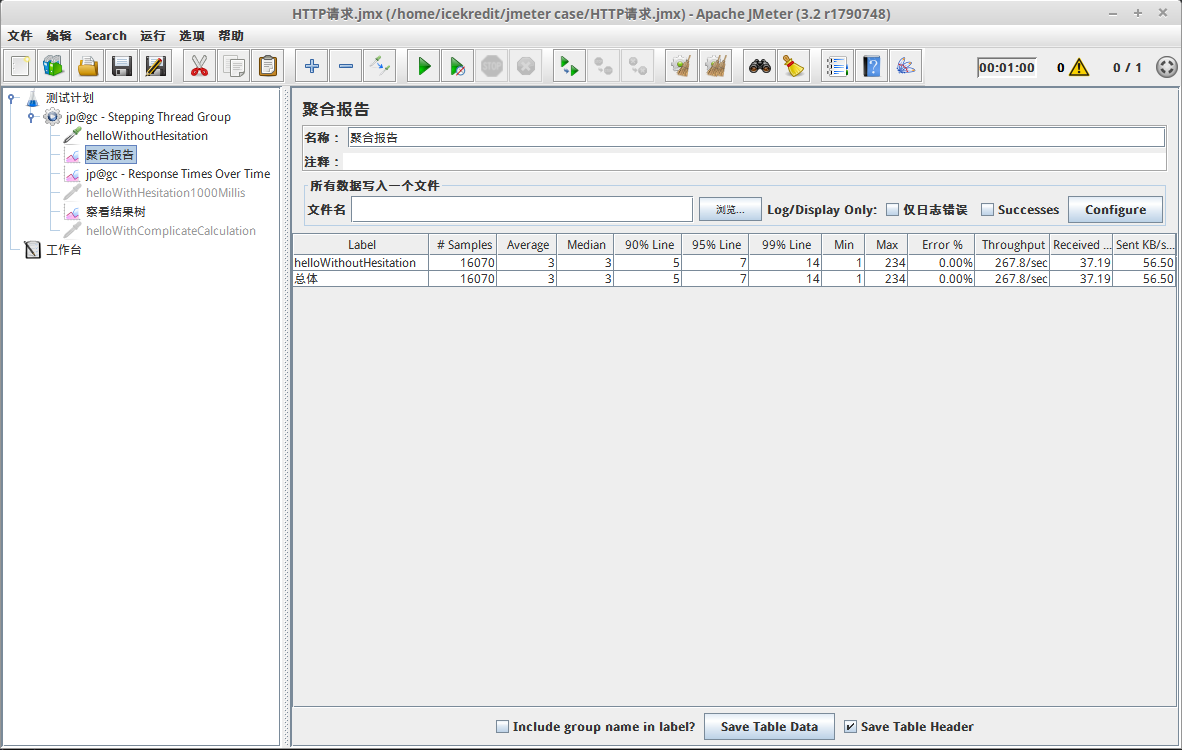 HTTP请求.jmx (/home/icekredit/jmeter case/HTTP请求.jmx) - Apache JMeter (3.2 r1790748)
文件 编辑 Search 运行 选项 帮助
00:01:00 0 0 / 1
测试计划
jp@gc - Stepping Thread Group
helloWithoutHesitation
聚合报告
jp@gc - Response Times Over Time
helloWithHesitation1000Millis
察看结果树
helloWithComplicateCalculation
工作台
聚合报告
名称： 聚合报告
注释：
所有数据写入一个文件
文件名 浏览... Log/Display Only: 仅日志错误 Successes Configure
Label # Samples Average Median 90% Line 95% Line 99% Line Min Max Error % Throughput Received ... Sent KB/s...
helloWithoutHesitation 16070 3 3 5 7 14 1 234 0.00% 267.8/sec 37.19 56.50
总体 16070 3 3 5 7 14 1 234 0.00% 267.8/sec 37.19 56.50
Include group name in label? Save Table Data Save Table Header